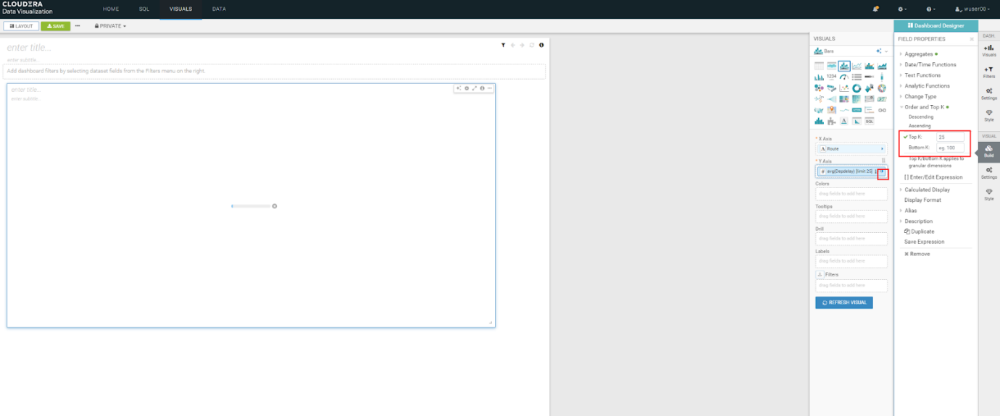 CLOUDERA
Data Visualization
HOME
SQL
VISUALS
DATA
wuser00
LAYOUT
SAVE
PRIVATE
Dashboard Designer
enter title...
enter subtitle...
Add dashboard filters by selecting dataset fields from the Filters menu on the right.
enter title...
enter subtitle...
VISUALS
Bars
1234
A
SQL
* X Axis
A Route
* Y Axis
# avg(Depdelay) [limit 25]
Colors
drag fields to add here
Tooltips
drag fields to add here
Drill
drag fields to add here
Labels
drag fields to add here
Filters
drag fields to add here
REFRESH VISUAL
FIELD PROPERTIES
Aggregates
Date/Time Functions
Text Functions
Analytic Functions
Change Type
Order and Top K
Descending
Ascending
Top K: 25
Bottom K: eg. 100
Top K/Bottom K applies to
granular dimensions
[ ] Enter/Edit Expression
Calculated Display
Display Format
Alias
Description
Duplicate
Save Expression
Remove
DASH.
Visuals
Filters
Settings
Style
VISUAL
Build
Settings
Style